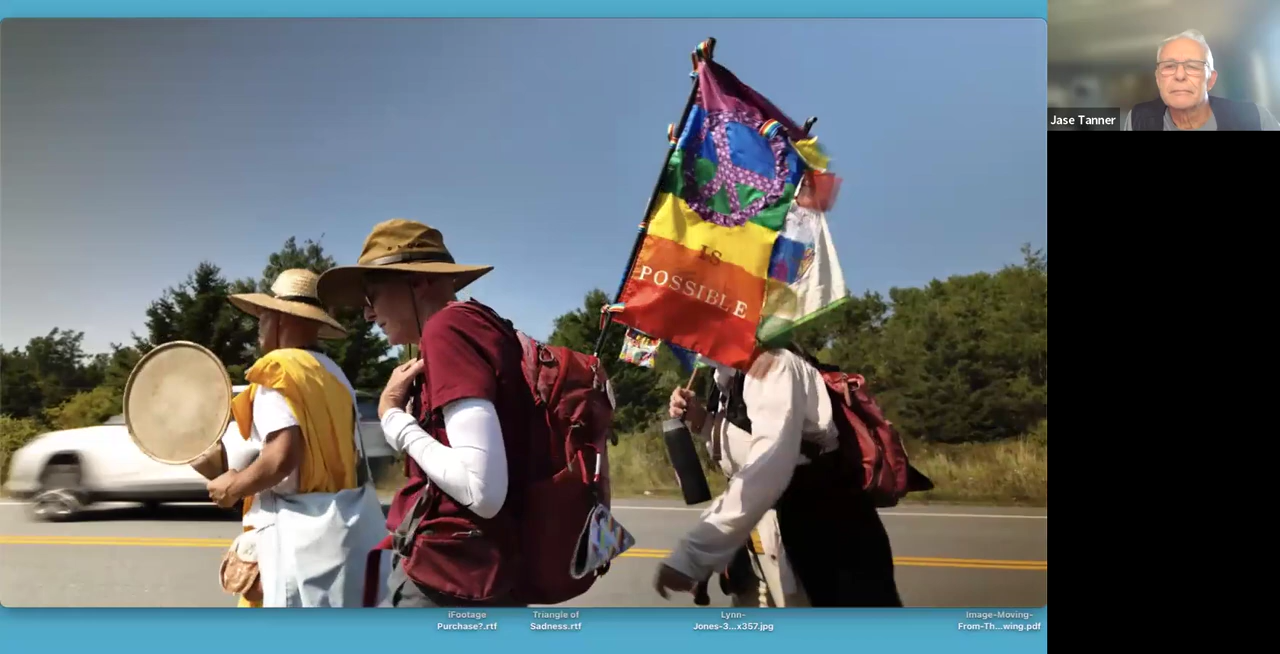 Jase Tanner
IS
POSSIBLE
iFootage
Purchase?.rtf
Triangle of
Sadness.rtf
Lynn-
Jones-3...x357.jpg
Image-Moving-
From-Th...wing.pdf